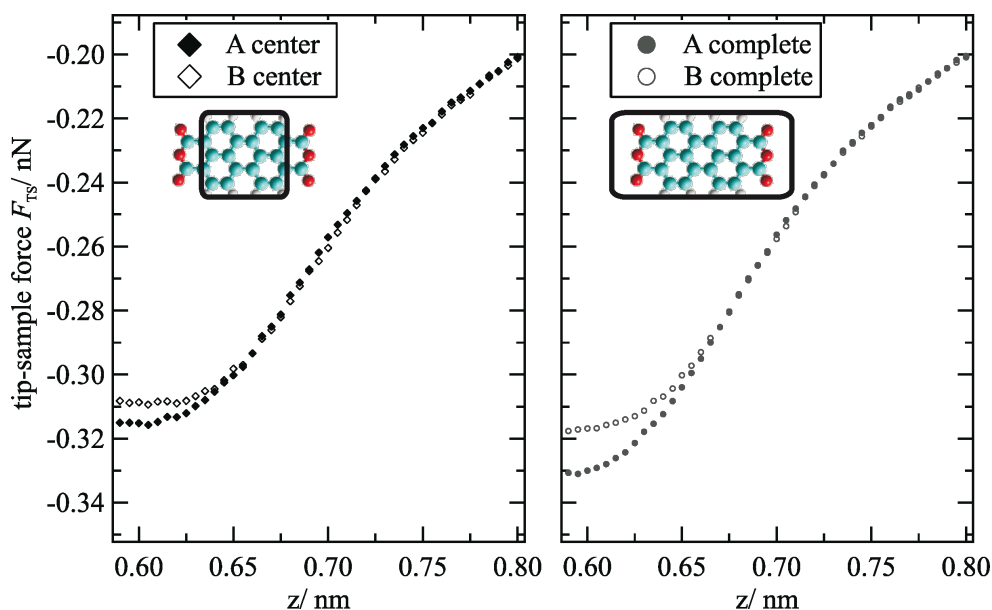 A center
B center
A complete
B complete
tip-sample force F_TS/ nN
-0.20
-0.22
-0.24
-0.26
-0.28
-0.30
-0.32
-0.34
0.60 0.65 0.70 0.75 0.80
z/ nm
0.60 0.65 0.70 0.75 0.80
z/ nm